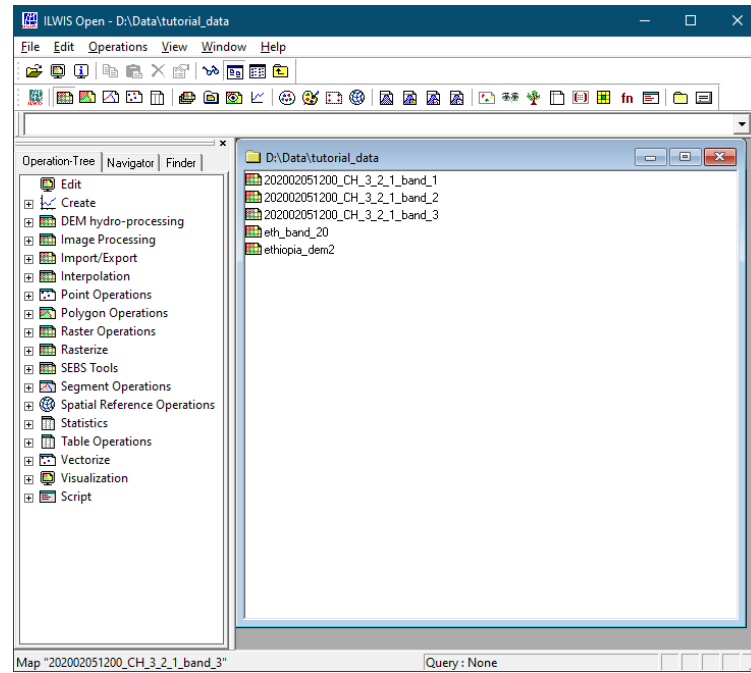 ILWIS Open - D:\Data\tutorial_data
File Edit Operations View Window Help
fn
Operation-Tree Navigator Finder
Edit
Create
DEM hydro-processing
Image Processing
Import/Export
Interpolation
Point Operations
Polygon Operations
Raster Operations
Rasterize
SEBS Tools
Segment Operations
Spatial Reference Operations
Statistics
Table Operations
Vectorize
Visualization
Script
D:\Data\tutorial_data
202002051200_CH_3_2_1_band_1
202002051200_CH_3_2_1_band_2
202002051200_CH_3_2_1_band_3
eth_band_20
ethiopia_dem2
Map "202002051200_CH_3_2_1_band_3"
Query : None